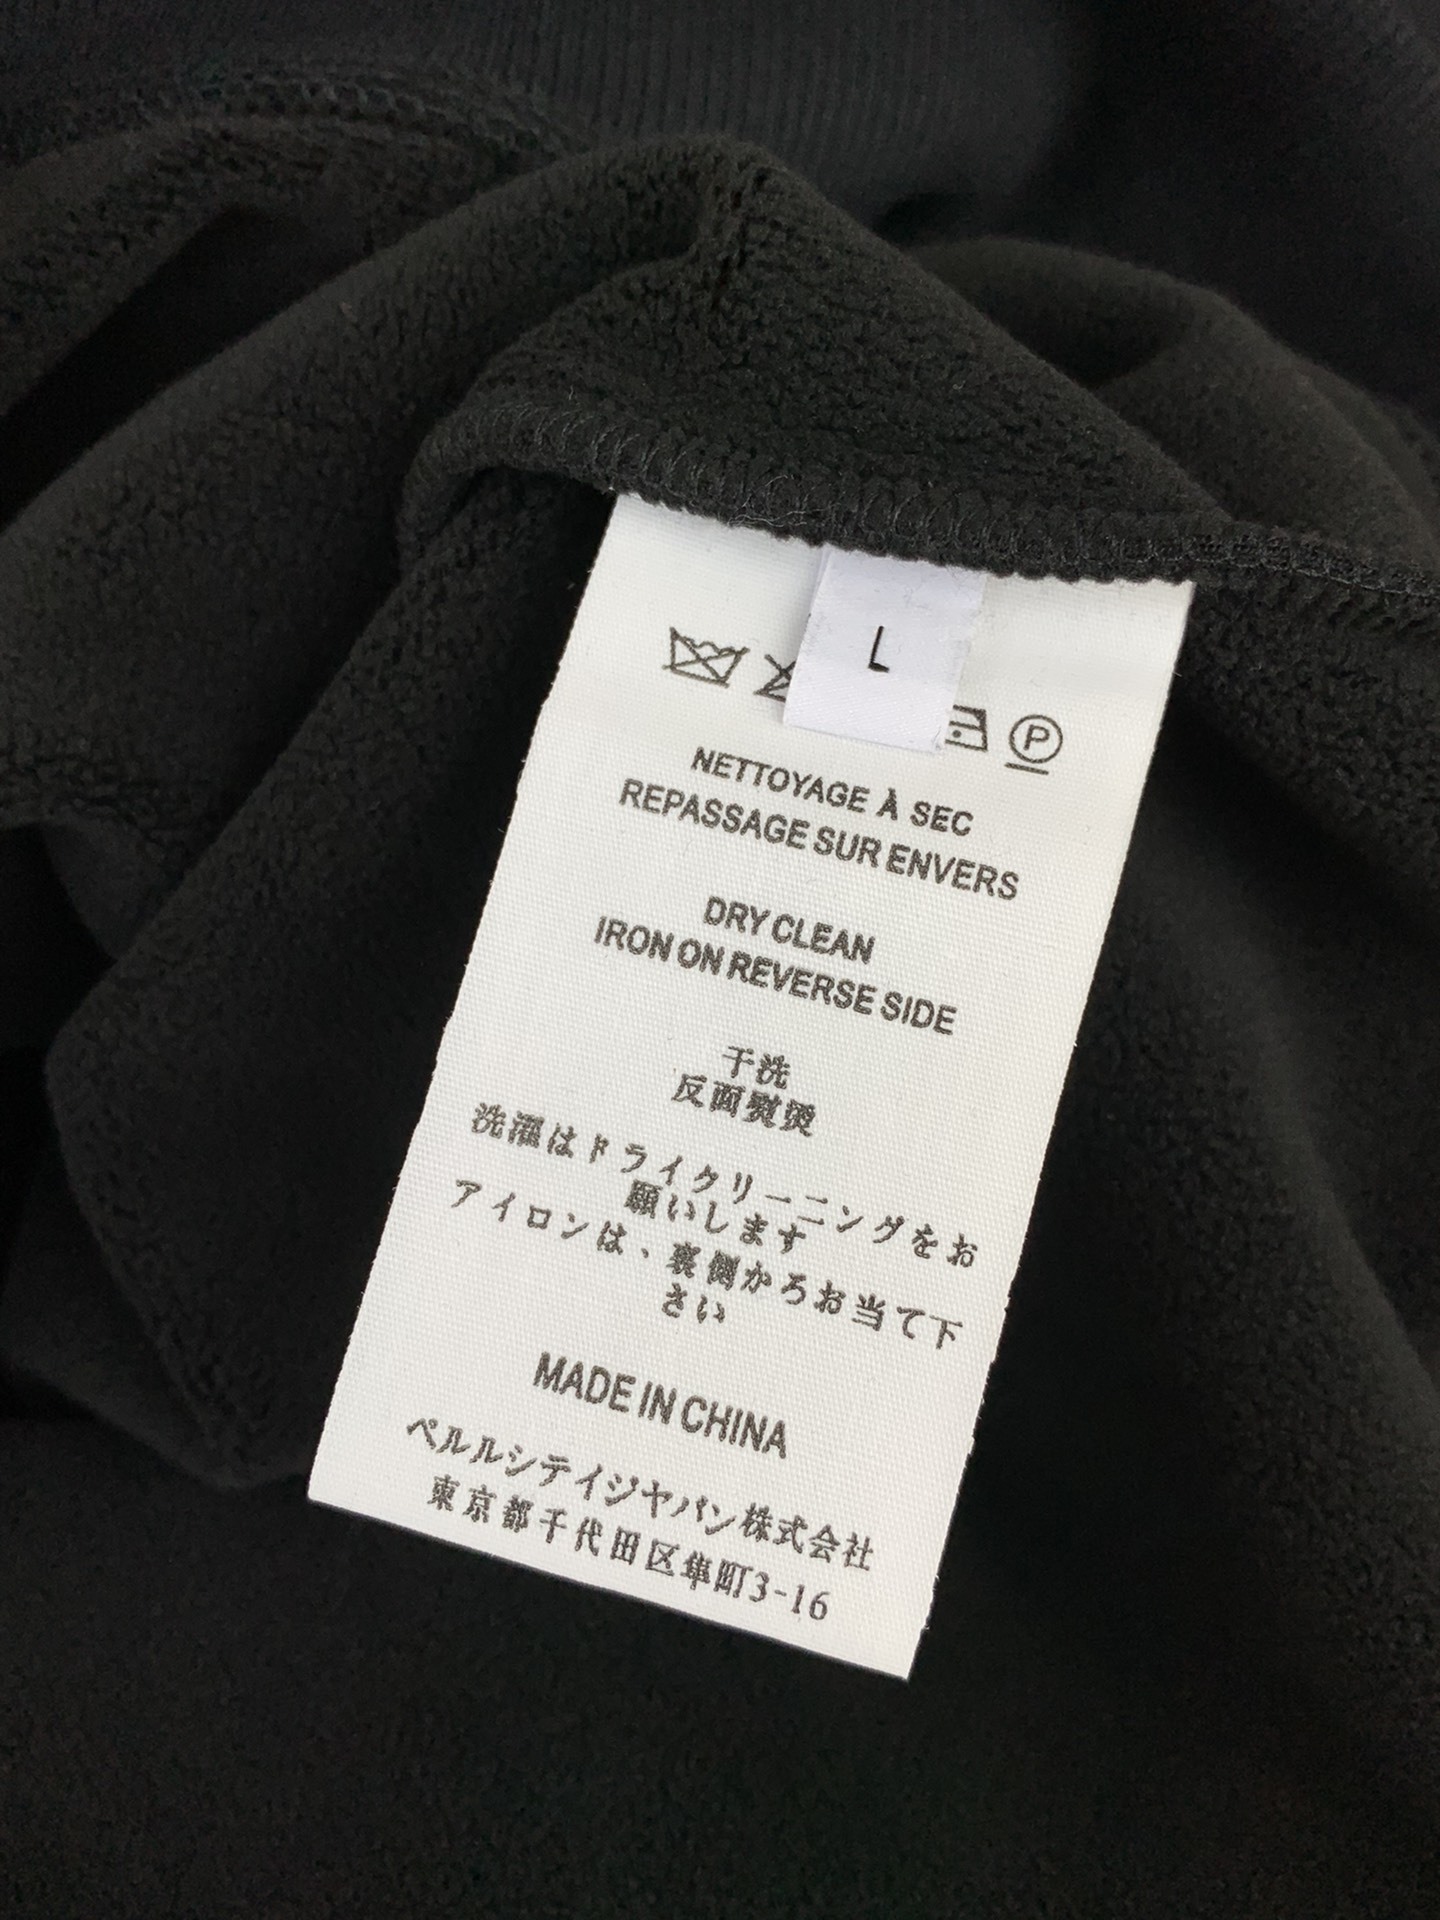 L
P
NETTOYAGE À SEC
REPASSAGE SUR ENVERS
DRY CLEAN
IRON ON REVERSE SIDE
干洗
反面熨烫
洗濯はドライクリーニングをお
願いします
アイロンは、裏側かろお当て下
さい
MADE IN CHINA
ペルルシテイジヤパン株式会社
東京都千代田区隼町3-16